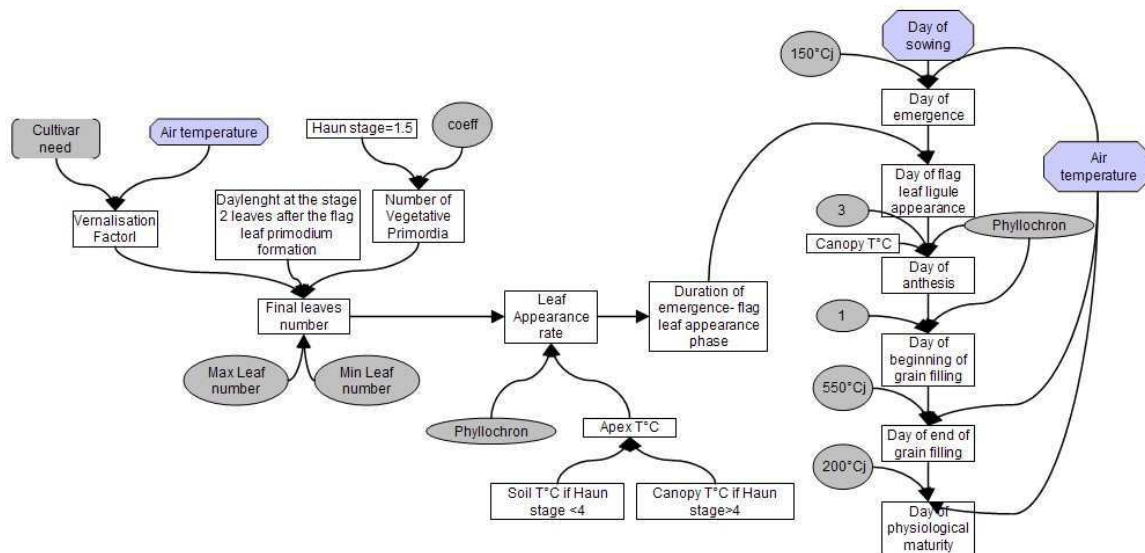 Cultivar
need
Air temperature
Haun stage=1.5
coeff
Vernalisation
Factorl
Daylenght at the stage
2 leaves after the flag
leaf primodium
formation
Number of
Vegetative
Primordia
Final leaves
number
Max Leaf
number
Min Leaf
number
Leaf
Appearance
rate
Phyllochron
Apex T°C
Soil T°C if Haun
stage <4
Canopy T°C if Haun
stage>4
Duration of
emergence- flag
leaf appearance
phase
Day of
sowing
150°Cj
Day of
emergence
Air
temperature
Day of flag
leaf ligule
appearance
3
Phyllochron
Canopy T°C
Day of
anthesis
1
Day of
beginning of
grain filling
550°Cj
Day of end of
grain filling
200°Cj
Day of
physiological
maturity